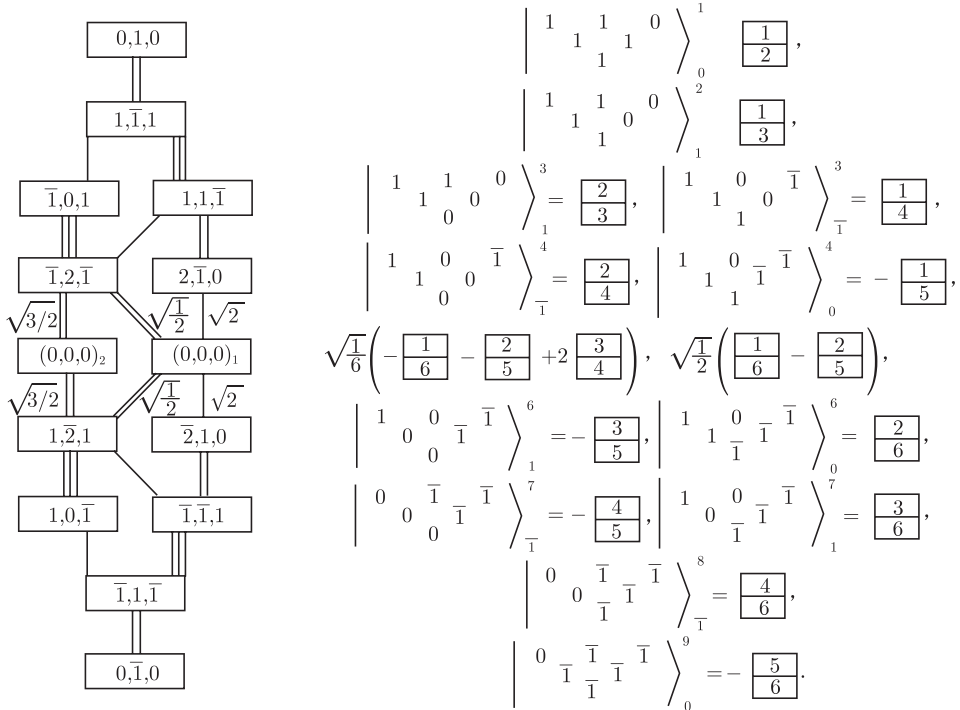 0,1,0
1,1̅,1
1̅,0,1 1,1,1̅
1̅,2,1̅ 2,1̅,0
√3/2 √1/2 √2
(0,0,0)₂ (0,0,0)₁
√3/2 √1/2 √2
1,2̅,1 2̅,1,0
1,0,1̅ 1̅,1̅,1
1̅,1,1̅
0,1̅,0
| 1 1 0 ⟩ 1
1 1 1/2 ,
1 0
| 1 1 0 ⟩ 2
1 0 1/3 ,
1 1
| 1 1 0 ⟩ 3 | 1 0 1̅ ⟩ 3
1 0 = 2/3 , 1 0 = 1/4 ,
0 1 1 1̅
| 1 0 1̅ ⟩ 4 | 1 0 1̅ ⟩ 4
1 0 = 2/4 , 1 1̅ = − 1/5 ,
0 1̅ 1 0
√1/6 (− 1/6 − 2/5 +2 3/4 ) , √1/2 ( 1/6 − 2/5 ) ,
| 1 0 1̅ ⟩ 6 | 1 0 1̅ ⟩ 6
0 1̅ =− 3/5 , 1 1̅ = 2/6 ,
0 1 1̅ 0
| 0 1̅ 1̅ ⟩ 7 | 1 0 1̅ ⟩ 7
0 1̅ =− 4/5 , 0 1̅ = 3/6 ,
0 1̅ 1̅ 1
| 0 1̅ 1̅ ⟩ 8
0 1̅ = 4/6 ,
1̅ 1̅
| 0 1̅ 1̅ ⟩ 9
1̅ 1̅ =− 5/6 .
1̅ 0